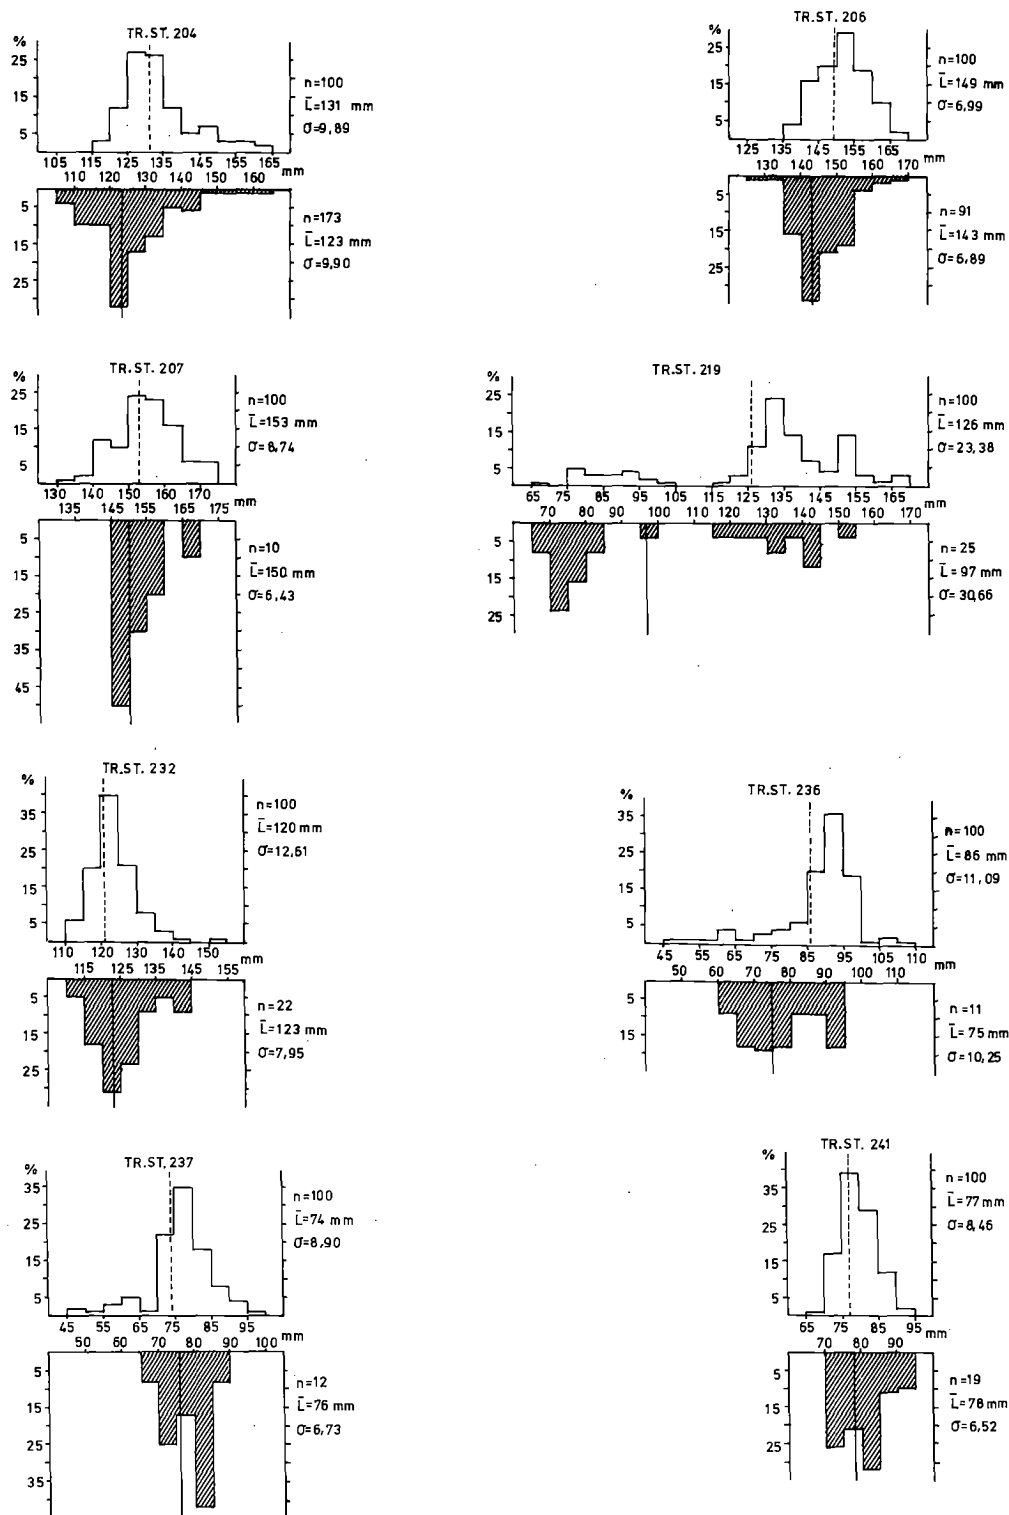 TR.ST. 204
%
25
15
5
n=100
L̄=131 mm
σ=9,89
105 115 125 135 145 155 165
mm
110 120 130 140 150 160
5
15
25
n=173
L̄=123 mm
σ=9,90
TR.ST. 206
%
25
15
5
n=100
L̄=149 mm
σ=6,99
125 135 145 155 165
mm
130 140 150 160 170
5
15
25
n=91
L̄=143 mm
σ=6,89
TR.ST. 207
%
25
15
5
n=100
L̄=153 mm
σ=8,74
130 140 150 160 170
mm
135 145 155 165 175
5
15
25
35
45
n=10
L̄=150 mm
σ=6,43
TR.ST. 219
%
25
15
5
n=100
L̄=126 mm
σ=23,38
65 75 85 95 105 115 125 135 145 155 165
mm
70 80 90 100 110 120 130 140 150 160 170
5
15
25
n=25
L̄=97 mm
σ=30,66
TR.ST. 232
%
35
25
15
5
n=100
L̄=120 mm
σ=12,61
110 120 130 140 150
mm
115 125 135 145 155
5
15
25
n=22
L̄=123 mm
σ=7,95
TR.ST. 236
%
35
25
15
5
n=100
L̄=86 mm
σ=11,09
45 55 65 75 85 95 105 115
mm
50 60 70 80 90 100 110
5
15
n=11
L̄=75 mm
σ=10,25
TR.ST. 237
%
35
25
15
5
n=100
L̄=74 mm
σ=8,90
45 55 65 75 85 95
mm
50 60 70 80 90 100
5
15
25
35
n=12
L̄=76 mm
σ=6,73
TR.ST. 241
%
35
25
15
5
n=100
L̄=77mm
σ=8,46
65 75 85 95
mm
70 80 90
5
15
25
n=19
L̄=78mm
σ=6,52